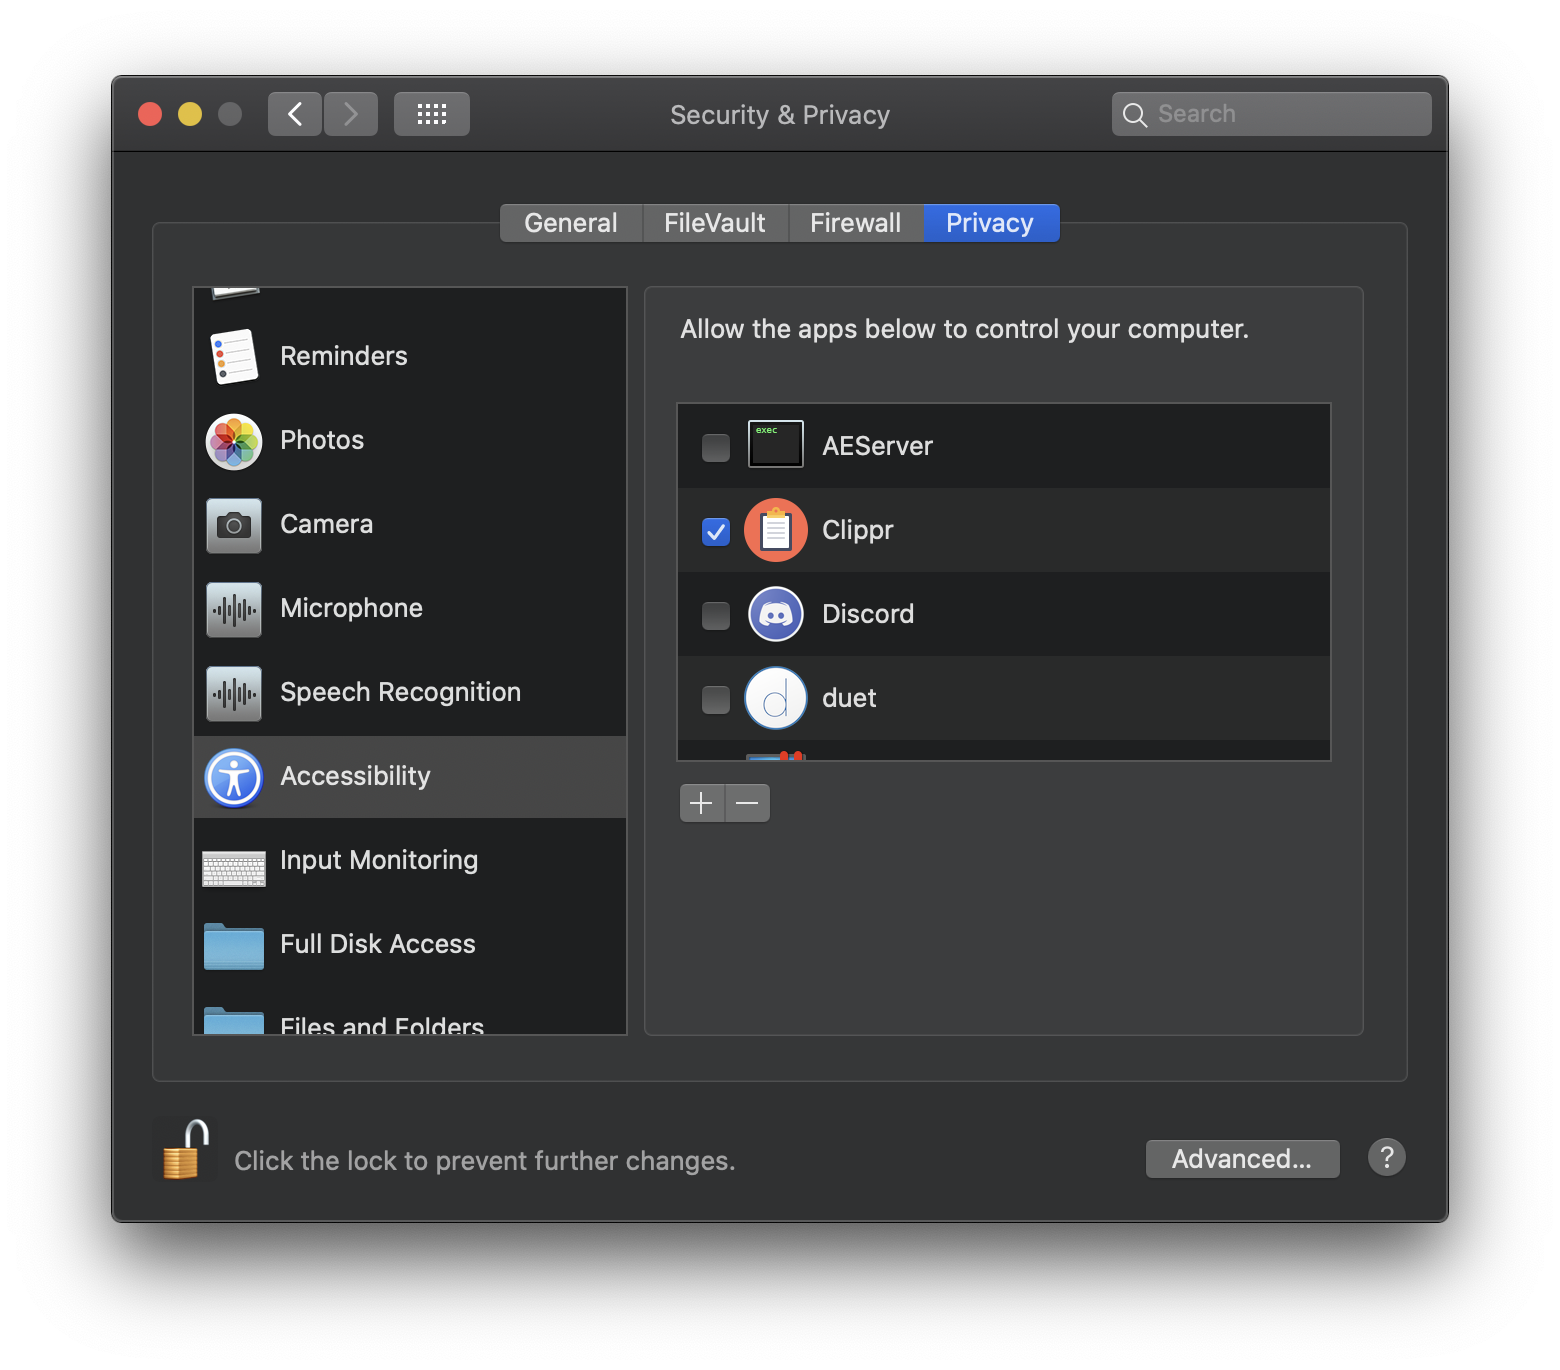 Security & Privacy
Search
General
FileVault
Firewall
Privacy
Reminders
Photos
Camera
Microphone
Speech Recognition
Accessibility
Input Monitoring
Full Disk Access
Files and Folders
Allow the apps below to control your computer.
exec
AEServer
Clippr
Discord
d
duet
Click the lock to prevent further changes.
Advanced...
?